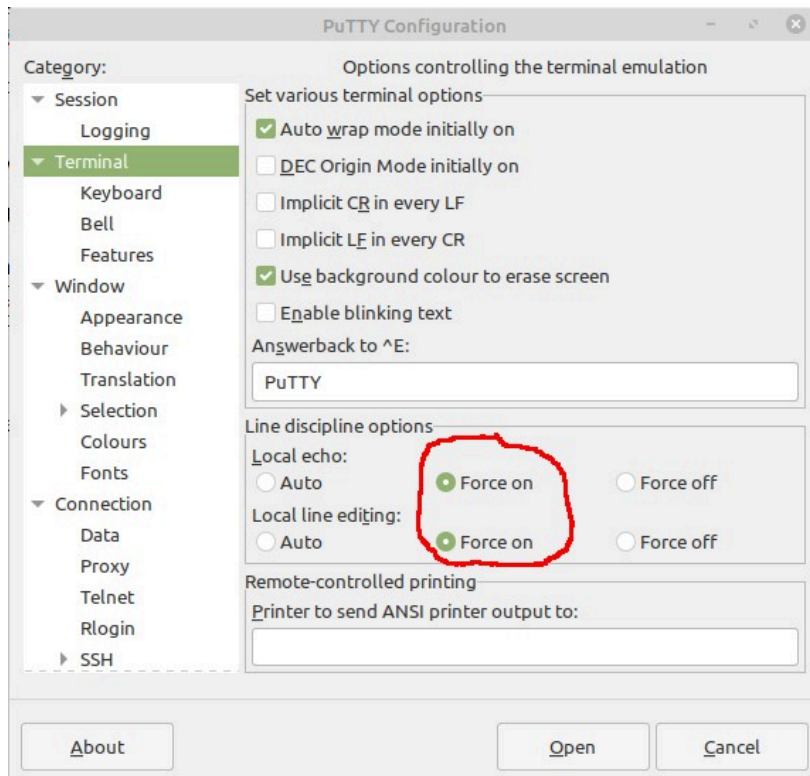 PuTTY Configuration
Category:
Options controlling the terminal emulation
Session
Logging
Terminal
Keyboard
Bell
Features
Window
Appearance
Behaviour
Translation
Selection
Colours
Fonts
Connection
Data
Proxy
Telnet
Rlogin
SSH
Set various terminal options
Auto wrap mode initially on
DEC Origin Mode initially on
Implicit CR in every LF
Implicit LF in every CR
Use background colour to erase screen
Enable blinking text
Answerback to ^E:
PuTTY
Line discipline options
Local echo:
Auto Force on Force off
Local line editing:
Auto Force on Force off
Remote-controlled printing
Printer to send ANSI printer output to:
About Open Cancel